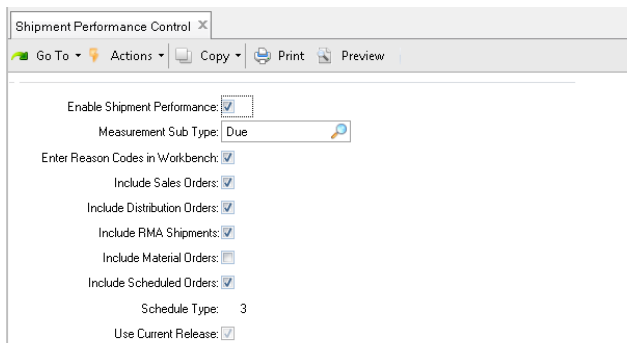 Shipment Performance Control
Go To Actions Copy Print Preview
Enable Shipment Performance:
Measurement Sub Type: Due
Enter Reason Codes in Workbench:
Include Sales Orders:
Include Distribution Orders:
Include RMA Shipments:
Include Material Orders:
Include Scheduled Orders:
Schedule Type: 3
Use Current Release: